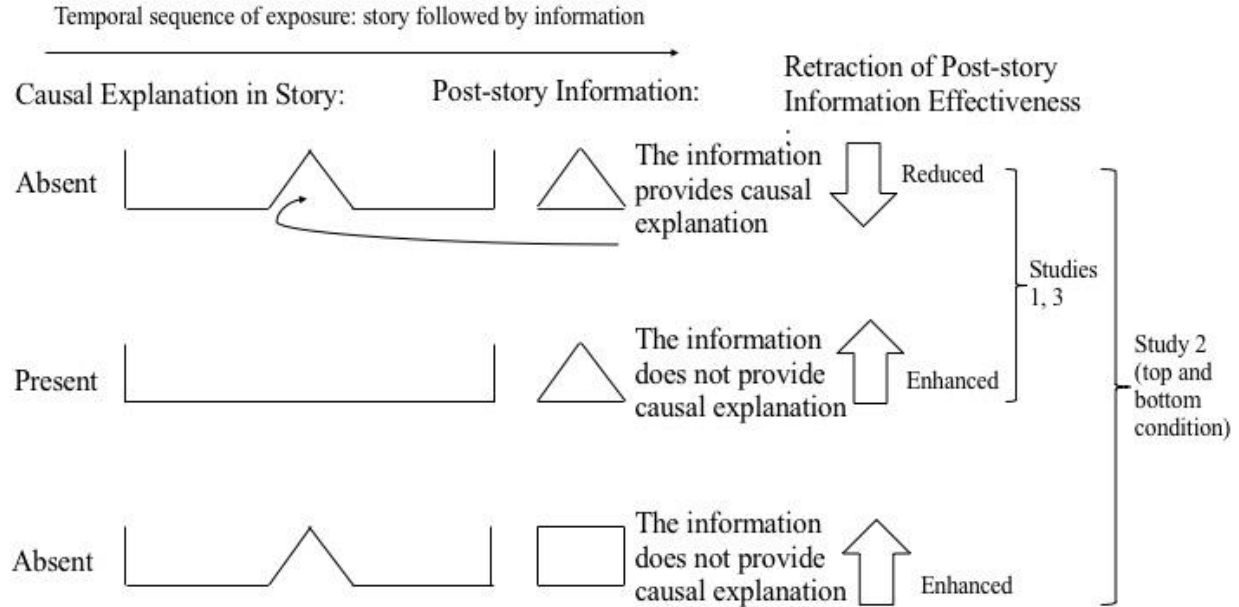 Temporal sequence of exposure: story followed by information
Causal Explanation in Story:
Post-story Information:
Retraction of Post-story
Information Effectiveness
:
Absent
The information
provides causal
explanation
Reduced
Studies
1, 3
Present
The information
does not provide
causal explanation
Enhanced
Study 2
(top and
bottom
condition)
Absent
The information
does not provide
causal explanation
Enhanced